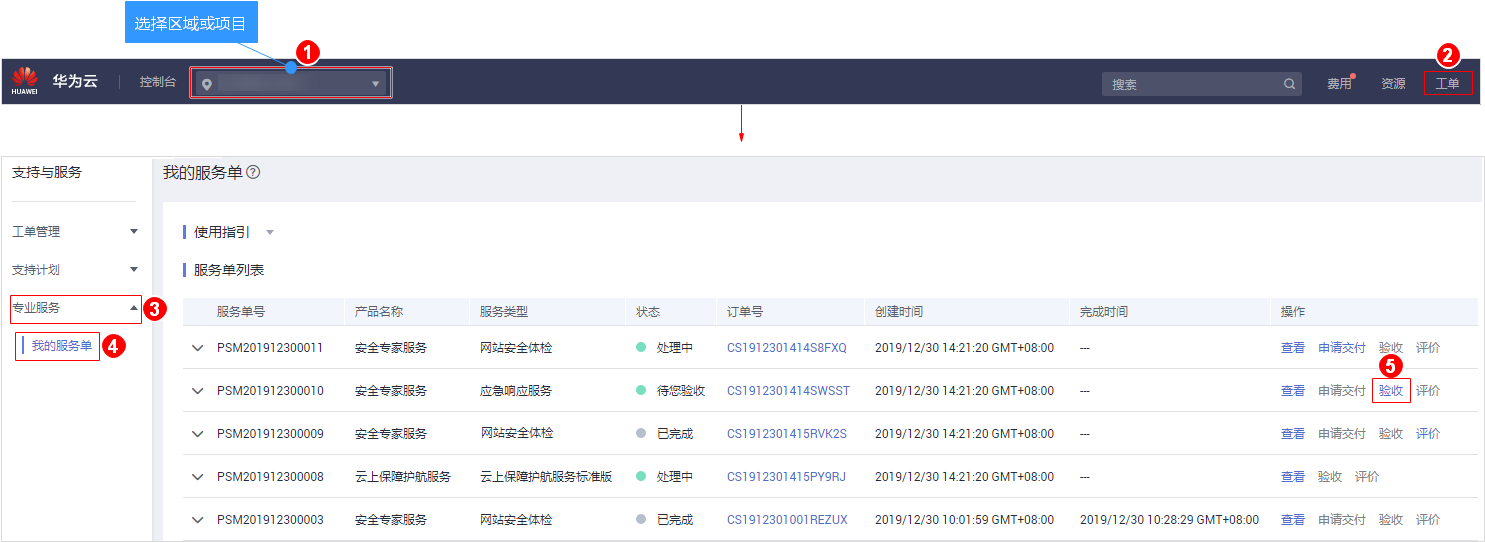 选择区域或项目
1
2
HUAWEI 华为云 控制台 搜索 费用 资源 工单
支持与服务 我的服务单 ?
工单管理 使用指引
支持计划 服务单列表
专业服务 3 服务单号 产品名称 服务类型 状态 订单号 创建时间 完成时间 操作
我的服务单 4 PSM201912300011 安全专家服务 网站安全体检 处理中 CS1912301414S8FXQ 2019/12/30 14:21:20 GMT+08:00 --- 查看 申请交付 验收 评价
5
PSM201912300010 安全专家服务 应急响应服务 待您验收 CS1912301414SWSST 2019/12/30 14:21:20 GMT+08:00 --- 查看 申请交付 验收 评价
PSM201912300009 安全专家服务 网站安全体检 已完成 CS1912301415RVK2S 2019/12/30 14:21:20 GMT+08:00 --- 查看 申请交付 验收 评价
PSM201912300008 云上保障护航服务 云上保障护航服务标准版 处理中 CS1912301415PY9RJ 2019/12/30 14:21:20 GMT+08:00 --- 查看 验收 评价
PSM201912300003 安全专家服务 网站安全体检 已完成 CS1912301001REZUX 2019/12/30 10:01:59 GMT+08:00 2019/12/30 10:28:29 GMT+08:00 查看 申请交付 验收 评价